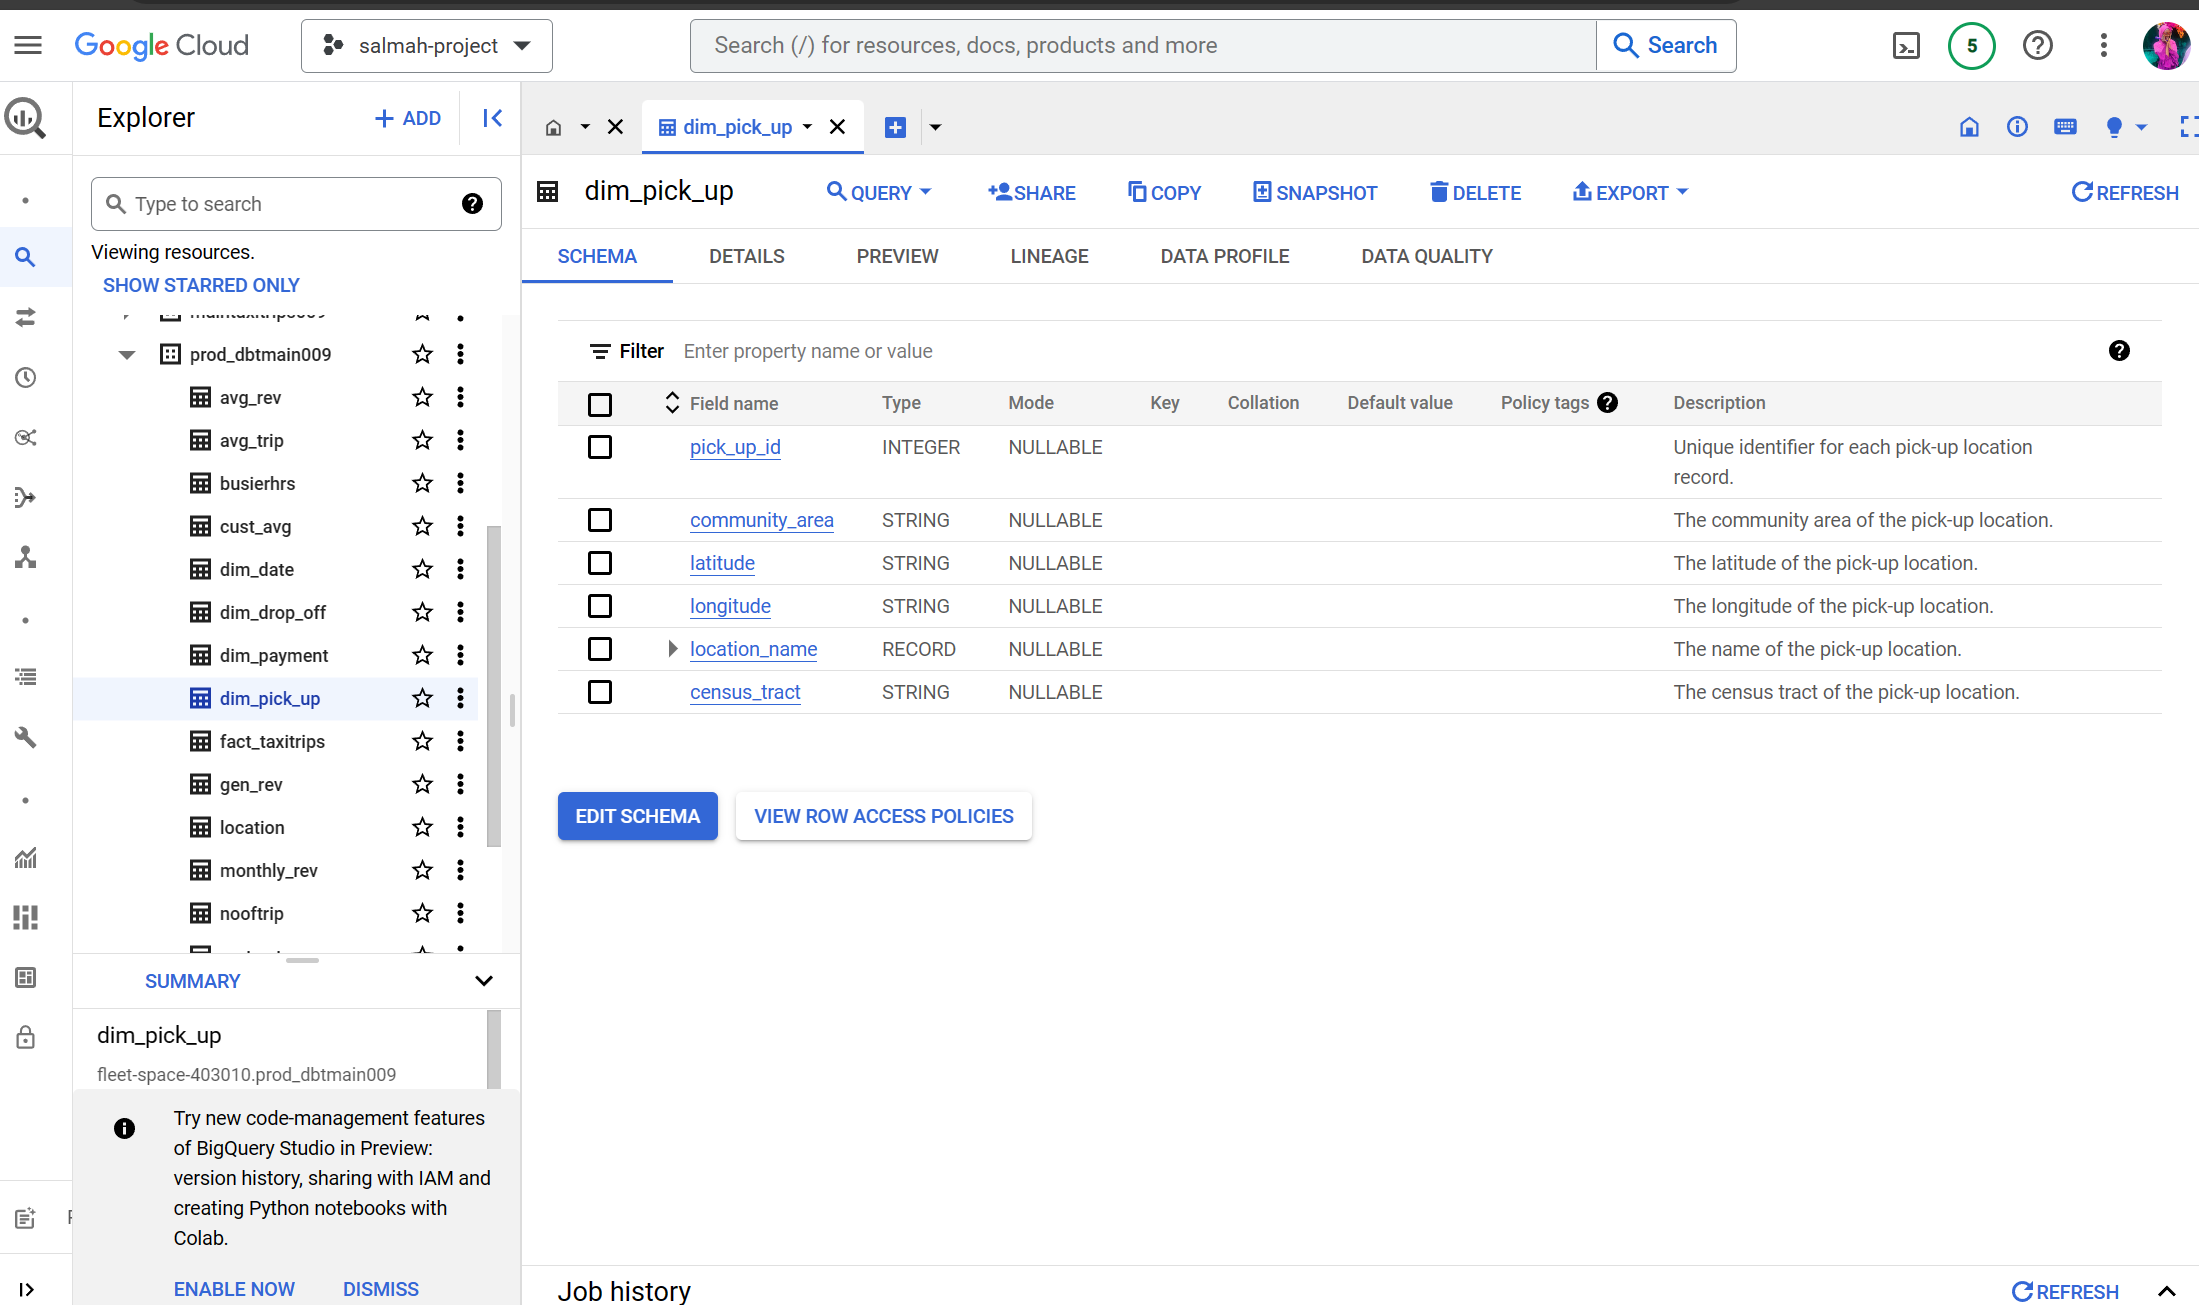 Google Cloud
salmah-project
Search (/) for resources, docs, products and more
Search
5
Explorer
+ ADD
Type to search
Viewing resources.
SHOW STARRED ONLY
prod_dbtmain009
avg_rev
avg_trip
busierhrs
cust_avg
dim_date
dim_drop_off
dim_payment
dim_pick_up
fact_taxitrips
gen_rev
location
monthly_rev
nooftrip
SUMMARY
dim_pick_up
fleet-space-403010.prod_dbtmain009
Try new code-management features
of BigQuery Studio in Preview:
version history, sharing with IAM and
creating Python notebooks with
Colab.
ENABLE NOW DISMISS
dim_pick_up
dim_pick_up
QUERY SHARE COPY SNAPSHOT DELETE EXPORT REFRESH
SCHEMA DETAILS PREVIEW LINEAGE DATA PROFILE DATA QUALITY
Filter Enter property name or value
Field name Type Mode Key Collation Default value Policy tags Description
pick_up_id INTEGER NULLABLE Unique identifier for each pick-up location
record.
community_area STRING NULLABLE The community area of the pick-up location.
latitude STRING NULLABLE The latitude of the pick-up location.
longitude STRING NULLABLE The longitude of the pick-up location.
location_name RECORD NULLABLE The name of the pick-up location.
census_tract STRING NULLABLE The census tract of the pick-up location.
EDIT SCHEMA VIEW ROW ACCESS POLICIES
Job history REFRESH